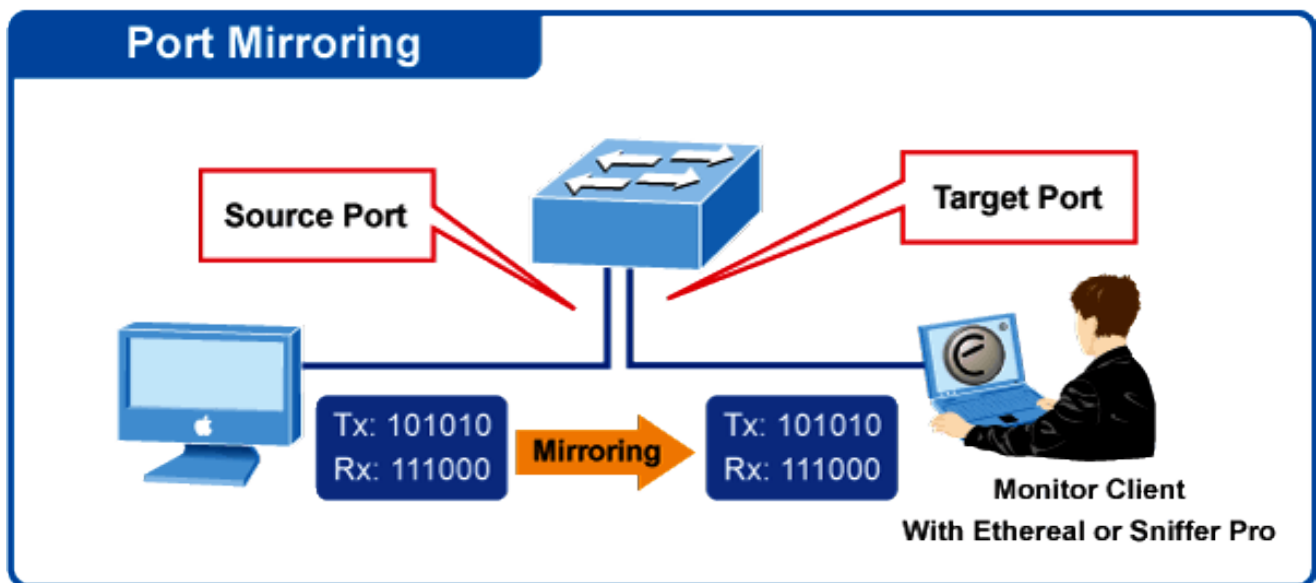 Port Mirroring
Source Port
Target Port
Tx: 101010
Rx: 111000
Mirroring
Tx: 101010
Rx: 111000
Monitor Client
With Ethereal or Sniffer Pro